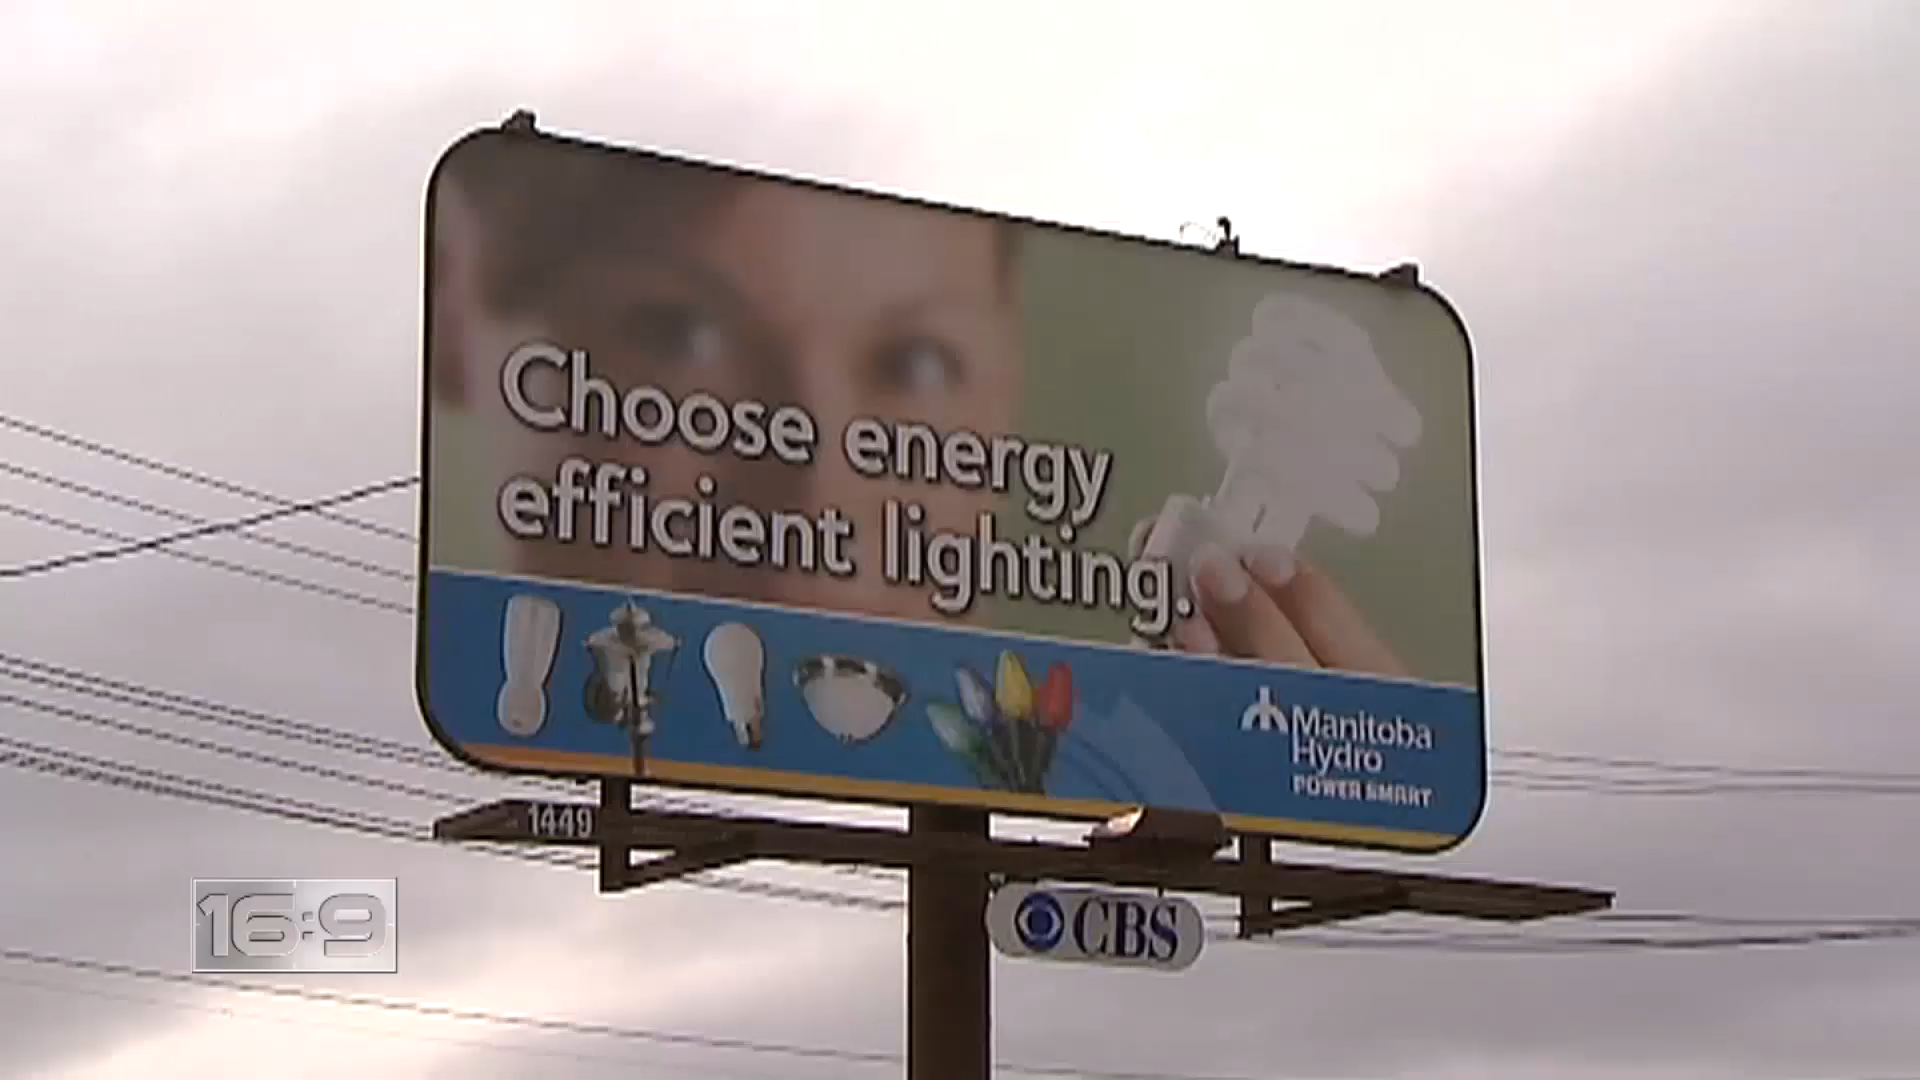 Choose energy
efficient lighting.
Manitoba
Hydro
POWER SMART
1449
CBS
16:9